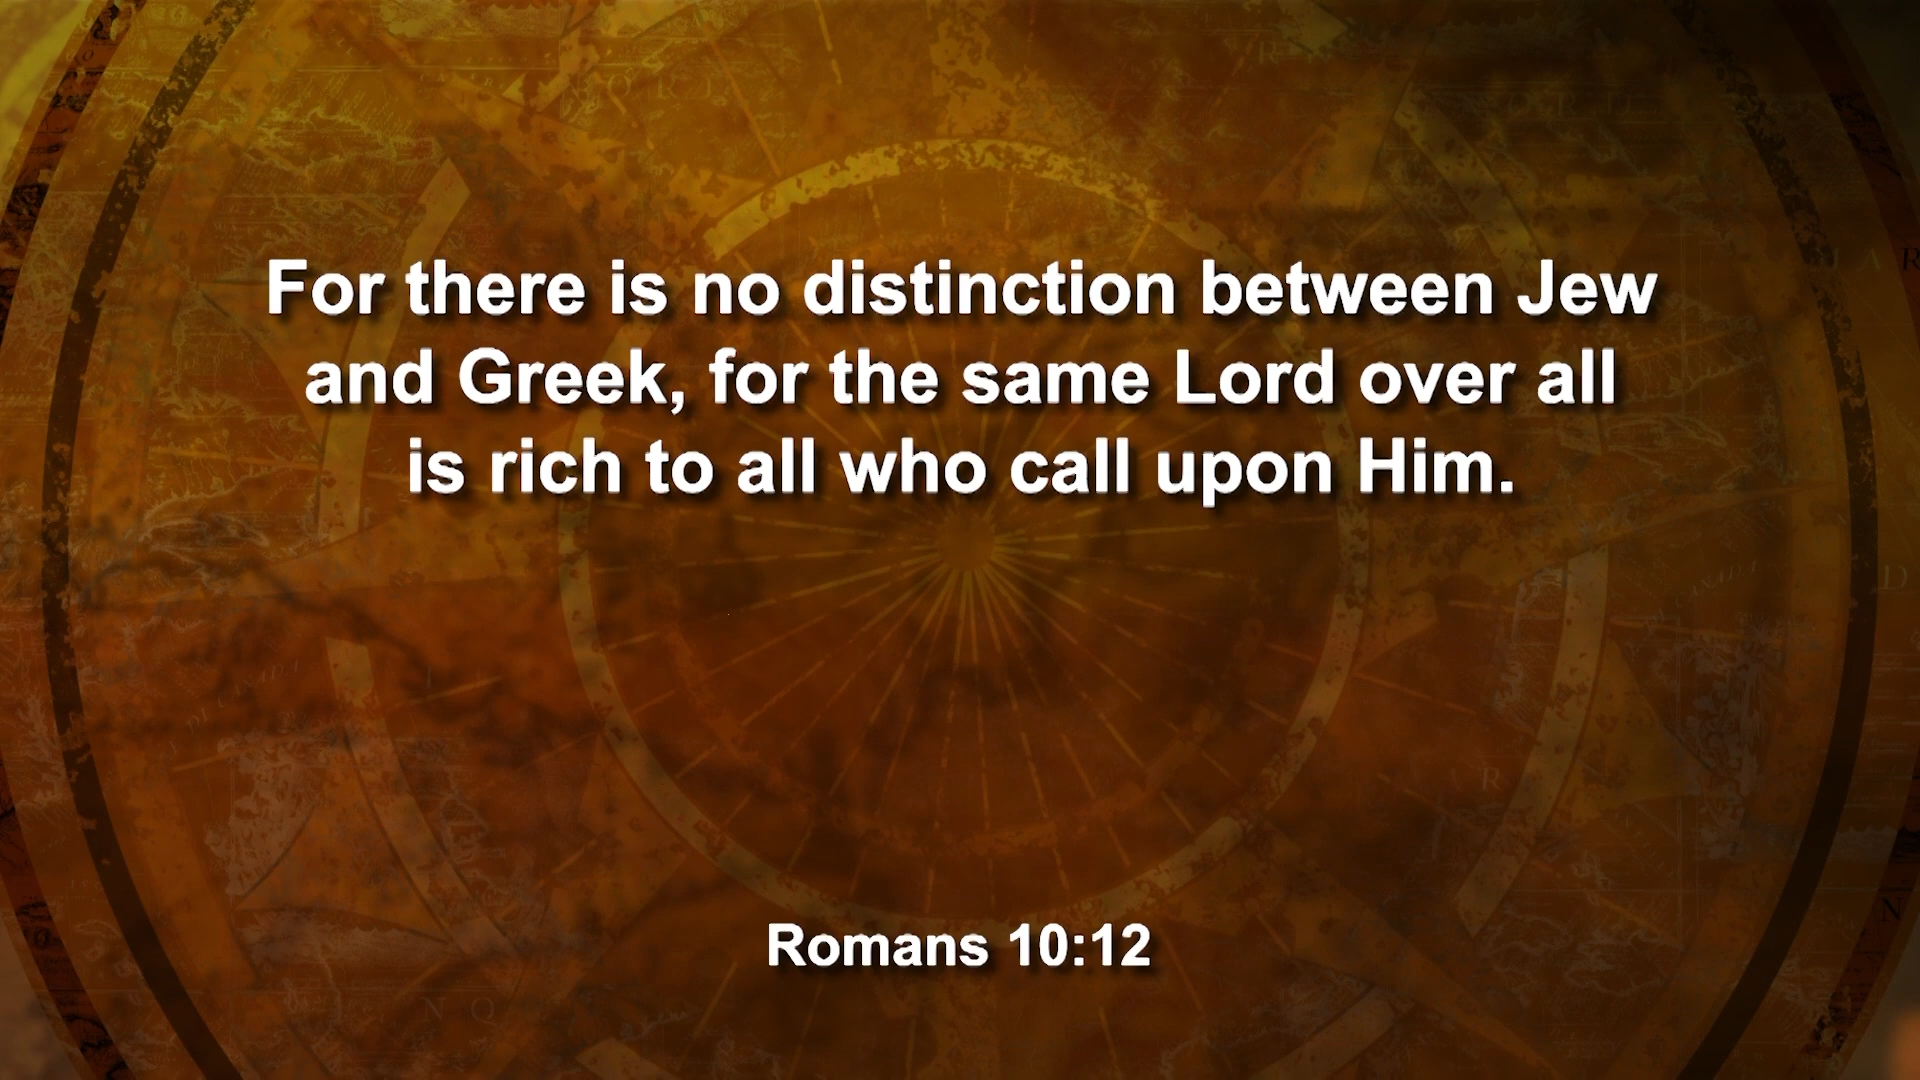 For there is no distinction between Jew
and Greek, for the same Lord over all
is rich to all who call upon Him.
Romans 10:12